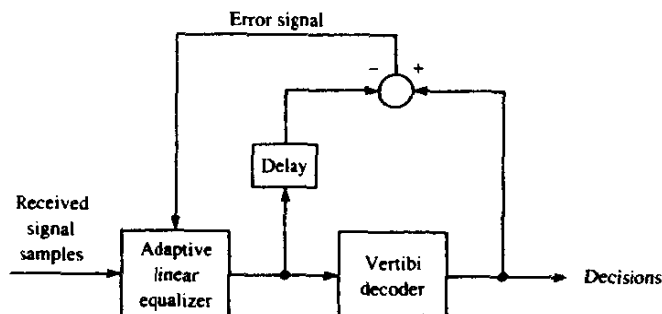 Error signal
− +
Delay
Received
signal
samples
Adaptive
linear
equalizer
Vertibi
decoder
Decisions